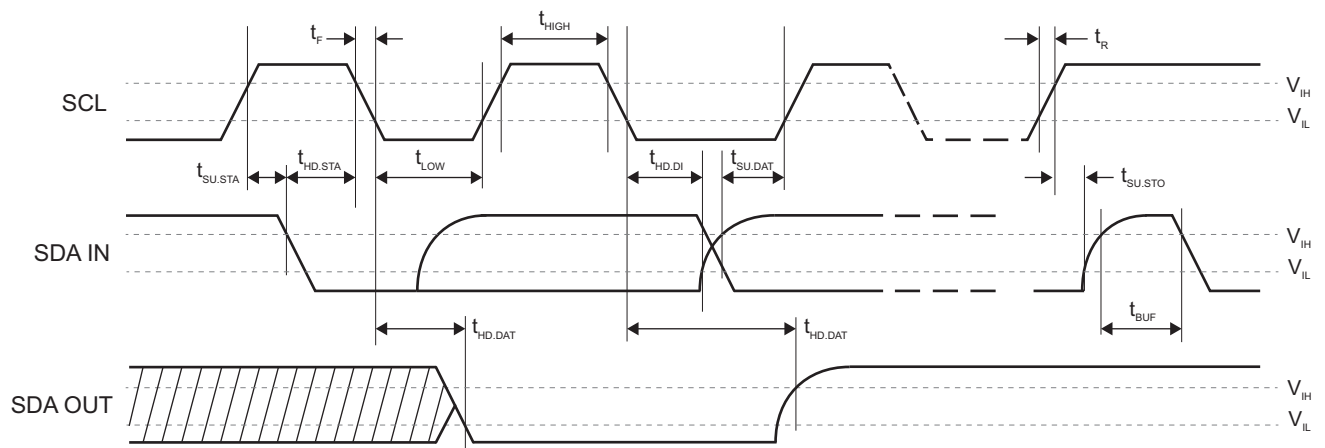 t_F
t_HIGH
t_R
SCL
V_IH
V_IL
t_SU.STA
t_HD.STA
t_LOW
t_HD.DI
t_SU.DAT
t_SU.STO
SDA IN
V_IH
V_IL
t_HD.DAT
t_HD.DAT
t_BUF
SDA OUT
V_IH
V_IL